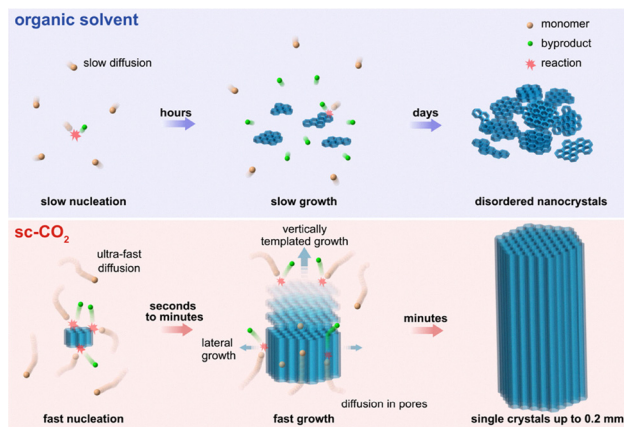 organic solvent
monomer
byproduct
reaction
slow diffusion
hours
days
slow nucleation
slow growth
disordered nanocrystals
sc-CO₂
ultra-fast
diffusion
vertically
templated growth
seconds
to minutes
minutes
lateral
growth
diffusion in pores
fast nucleation
fast growth
single crystals up to 0.2 mm